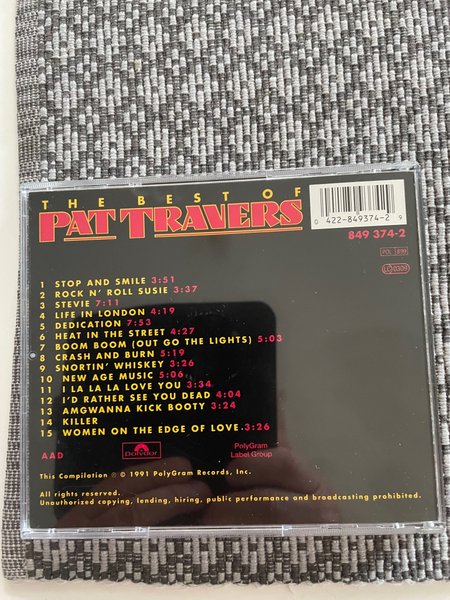 THE BEST OF
PAT TRAVERS
0 422-849374-2 9
849 374-2
POL 899
LC 0309
1 STOP AND SMILE 3:51
2 ROCK N' ROLL SUSIE 3:37
3 STEVIE 7:11
4 LIFE IN LONDON 4:19
5 DEDICATION 7:53
6 HEAT IN THE STREET 4:27
7 BOOM BOOM (OUT GO THE LIGHTS) 5:03
8 CRASH AND BURN 5:19
9 SNORTIN' WHISKEY 3:26
10 NEW AGE MUSIC 5:06
11 I LA LA LA LOVE YOU 3:34
12 I'D RATHER SEE YOU DEAD 4:04
13 AMGWANNA KICK BOOTY 3:24
14 KILLER
15 WOMEN ON THE EDGE OF LOVE 3:26
AAD
Polydor
PolyGram
Label Group
This Compilation ℗ © 1991 PolyGram Records, Inc.
All rights reserved.
Unauthorized copying, lending, hiring, public performance and broadcasting prohibited.